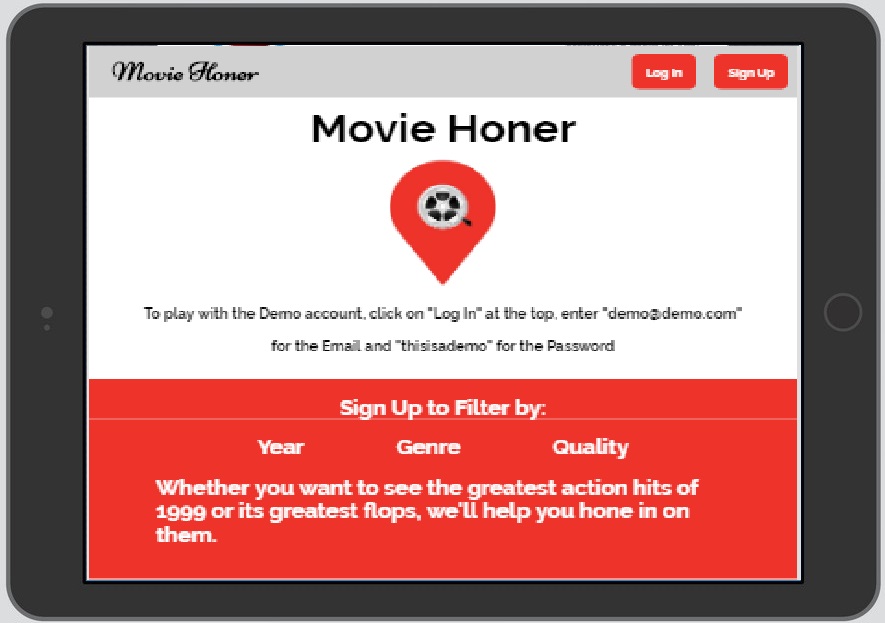 Movie Honer
Log In
Sign Up
Movie Honer
To play with the Demo account, click on "Log In" at the top, enter "demo@demo.com"
for the Email and "thisisademo" for the Password
Sign Up to Filter by:
Year Genre Quality
Whether you want to see the greatest action hits of
1999 or its greatest flops, we'll help you hone in on
them.